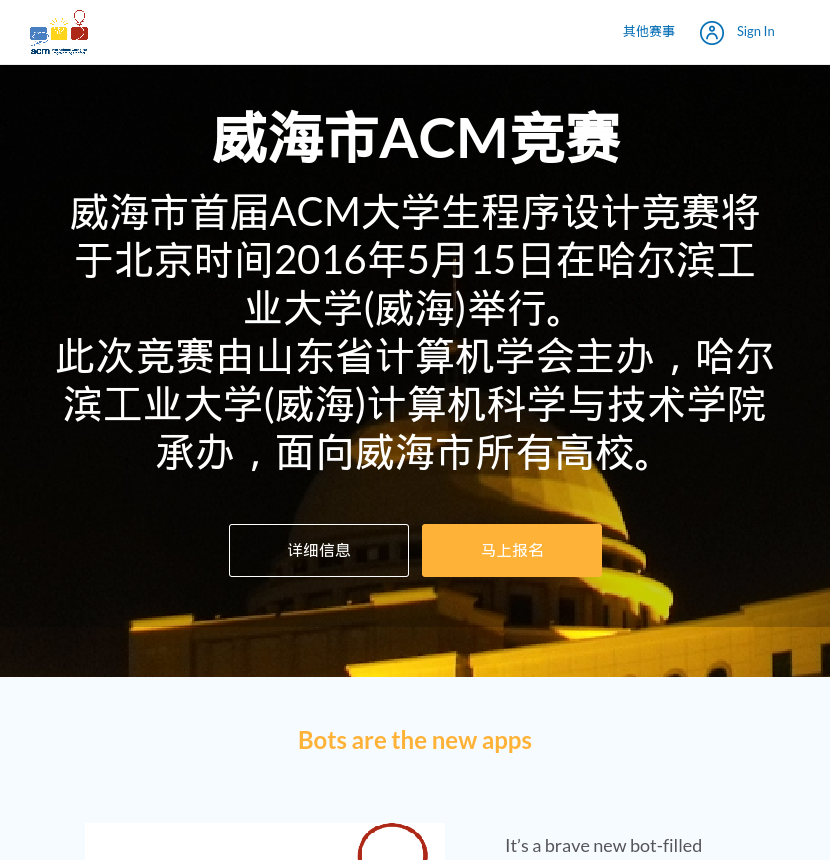 acm
其他赛事
Sign In
威海市ACM竞赛
威海市首届ACM大学生程序设计竞赛将
于北京时间2016年5月15日在哈尔滨工
业大学(威海)举行。
此次竞赛由山东省计算机学会主办，哈尔
滨工业大学(威海)计算机科学与技术学院
承办，面向威海市所有高校。
详细信息
马上报名
Bots are the new apps
It’s a brave new bot-filled